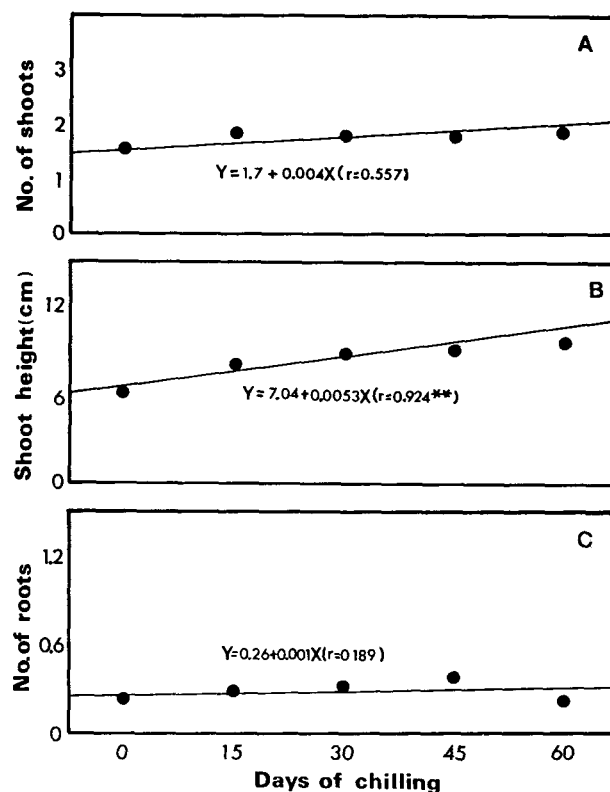 A
No. of shoots
3
2
1
0
Y=1.7 + 0.004X(r=0.557)
B
Shoot height(cm)
12
6
0
Y=7.04+0.0053X(r=0.924**)
C
No. of roots
1.2
0.6
0
Y=0.26+0.001X(r=0.189)
0 15 30 45 60
Days of chilling